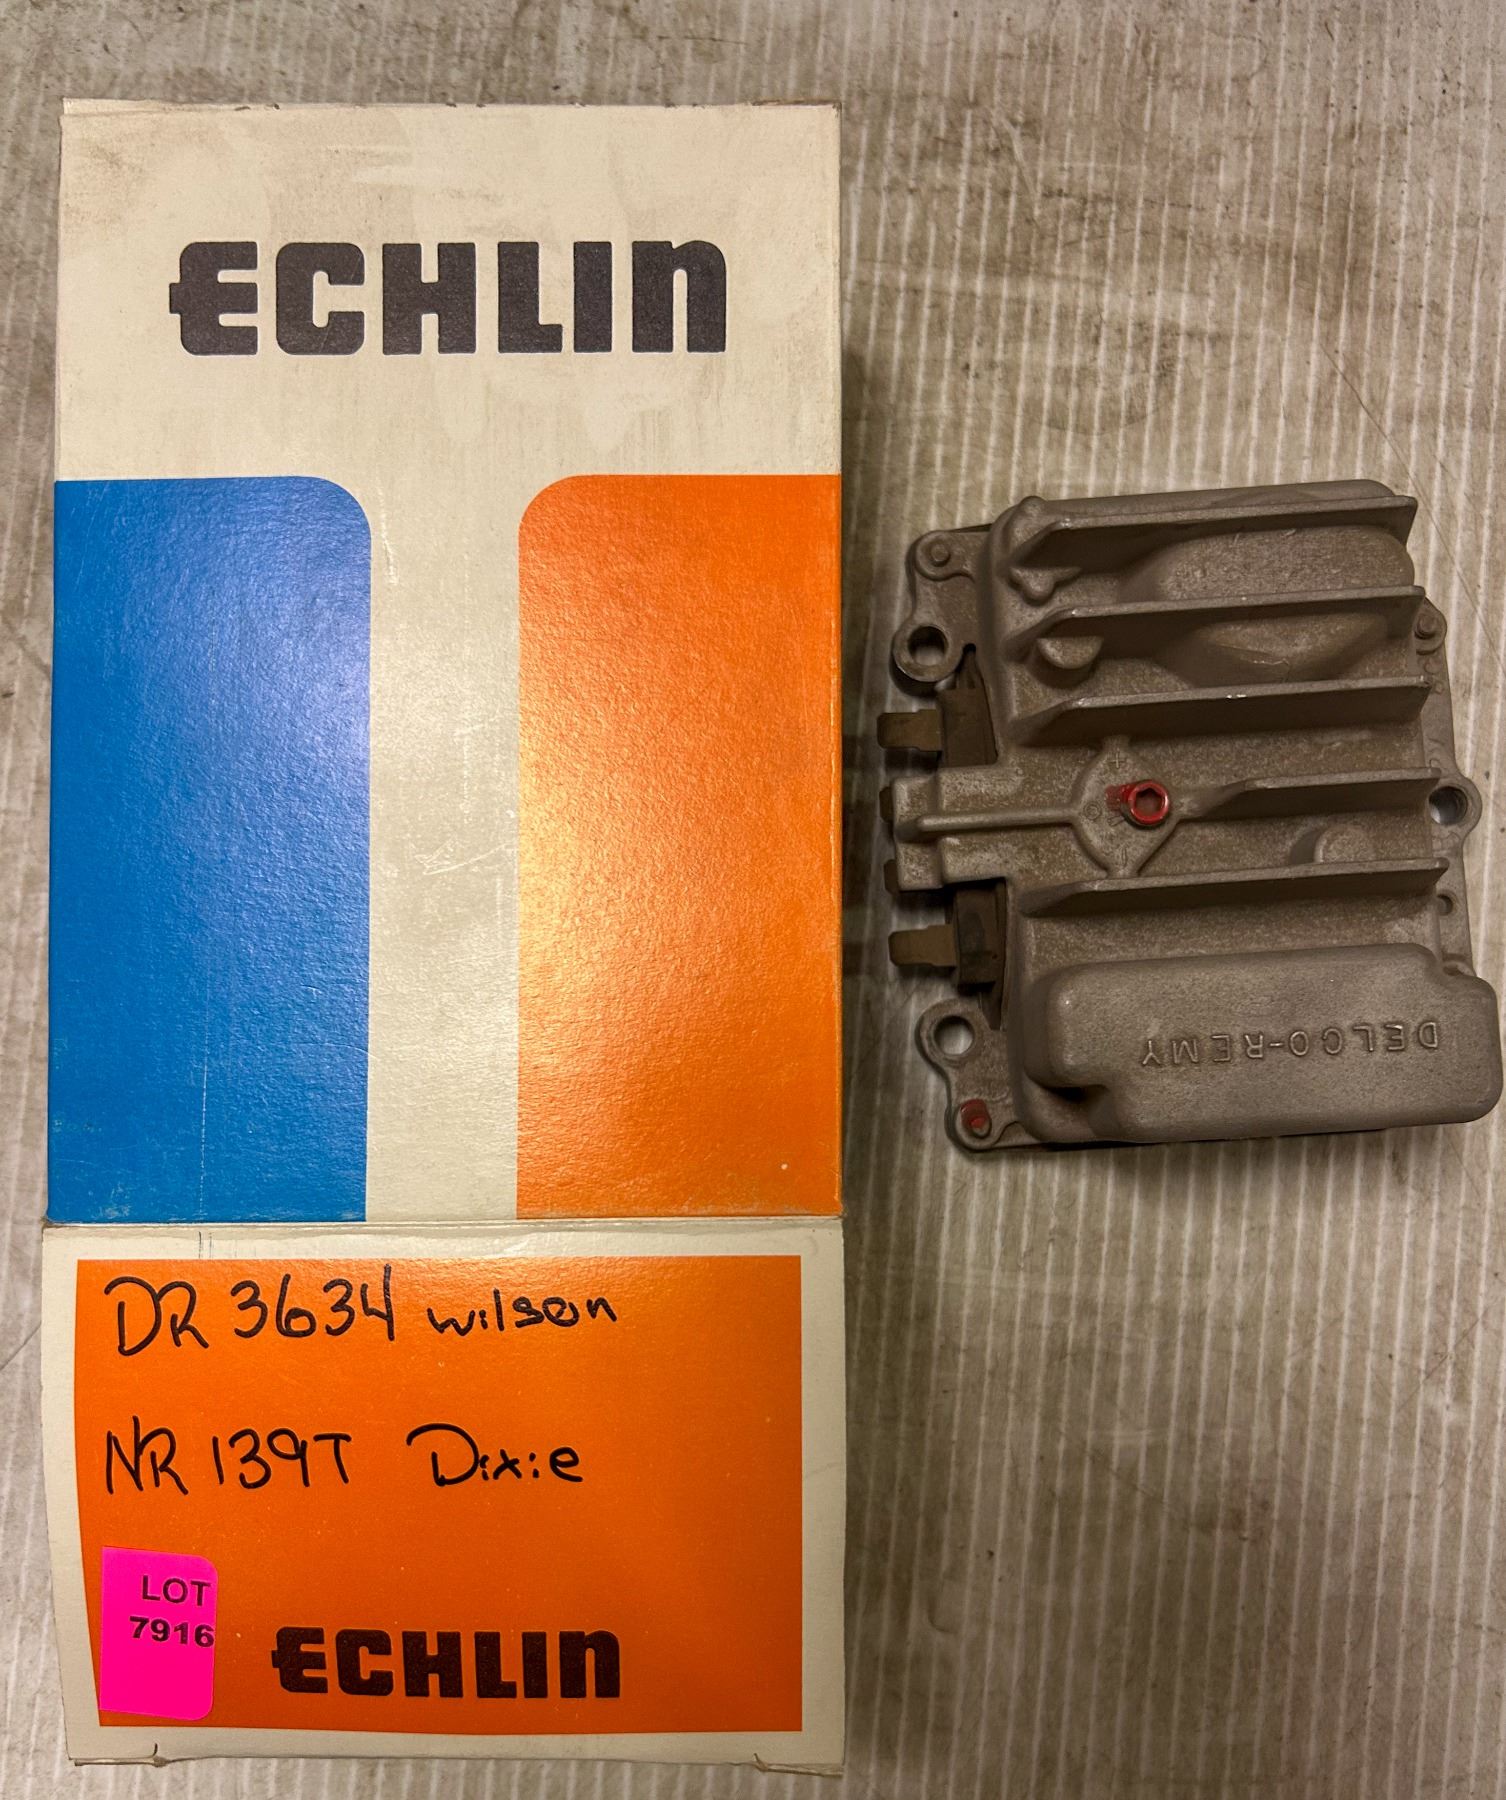 ECHLIN
DR 3634 wilson
NR 139T Dixie
LOT
7916
ECHLIN
DELCO-REMY